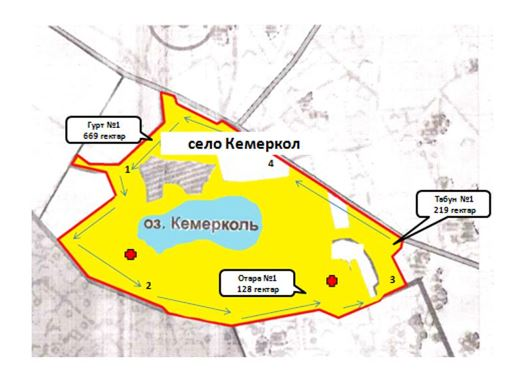 Гурт №1
669 гектар
село Кемеркол
4
1
Табун №1
219 гектар
оз. Кемерколь
Отара №1
128 гектар
3
2